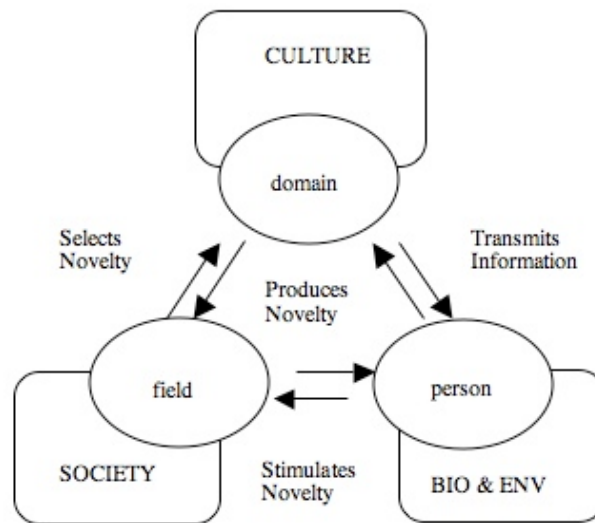 CULTURE
domain
Selects
Novelty
Transmits
Information
Produces
Novelty
field
person
SOCIETY
Stimulates
Novelty
BIO & ENV